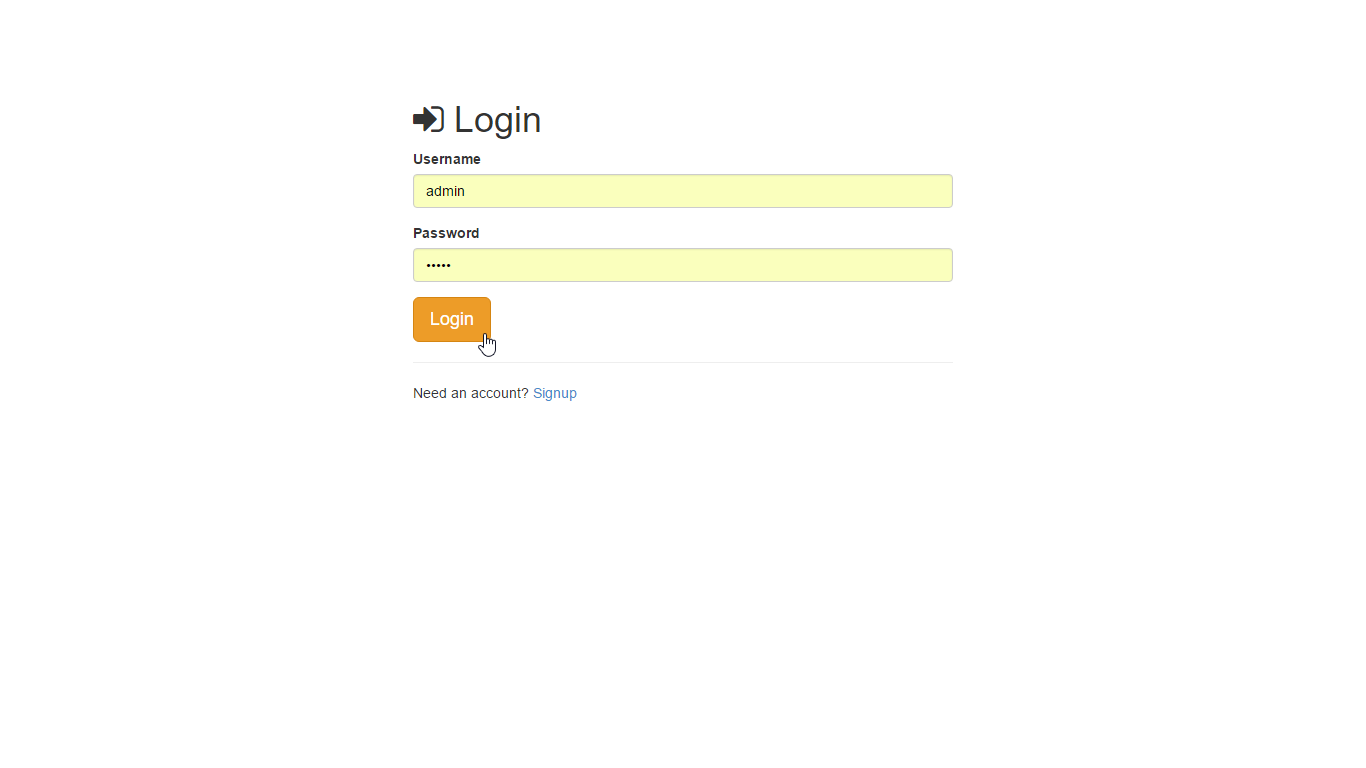 Login
Username
admin
Password
•••••
Login
Need an account? Signup